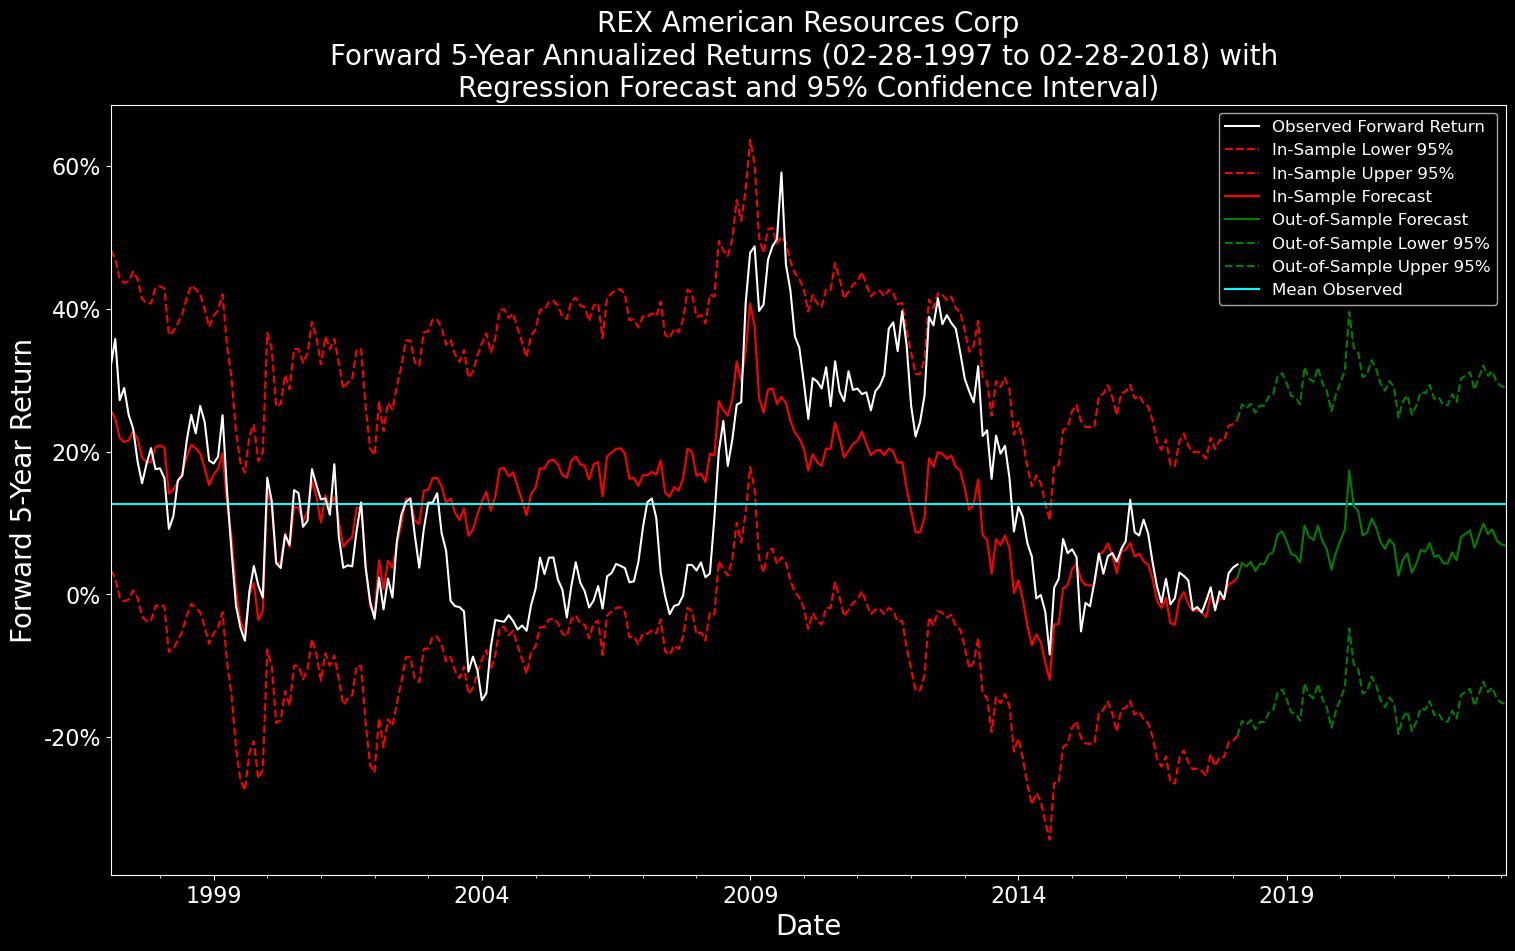 REX American Resources Corp
Forward 5-Year Annualized Returns (02-28-1997 to 02-28-2018) with
Regression Forecast and 95% Confidence Interval)
Observed Forward Return
In-Sample Lower 95%
In-Sample Upper 95%
In-Sample Forecast
Out-of-Sample Forecast
Out-of-Sample Lower 95%
Out-of-Sample Upper 95%
Mean Observed
Forward 5-Year Return
60%
40%
20%
0%
-20%
1999 2004 2009 2014 2019
Date